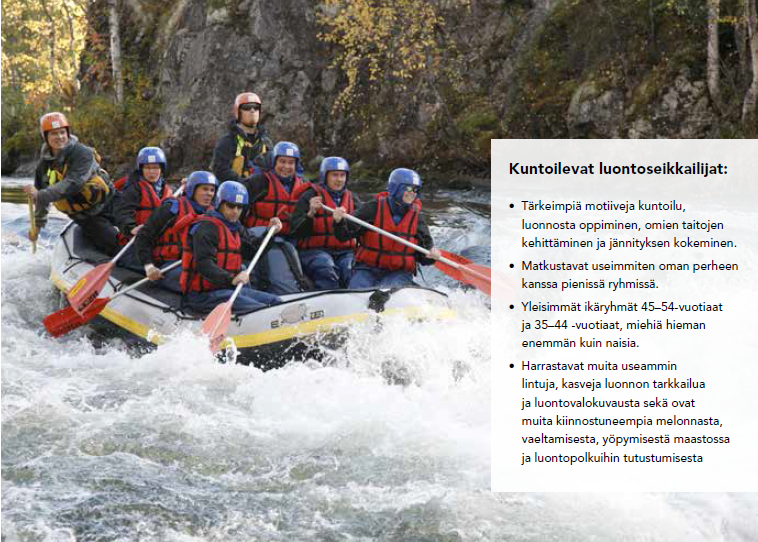 Kuntoilevat luontoseikkailijat:
• Tärkeimpiä motiiveja kuntoilu,
luonnosta oppiminen, omien taitojen
kehittäminen ja jännityksen kokeminen.
• Matkustavat useimmiten oman perheen
kanssa pienissä ryhmissä.
• Yleisimmät ikäryhmät 45–54-vuotiaat
ja 35–44 -vuotiaat, miehiä hieman
enemmän kuin naisia.
• Harrastavat muita useammin
lintuja, kasveja luonnon tarkkailua
ja luontovalokuvausta sekä ovat
muita kiinnostuneempia melonnasta,
vaeltamisesta, yöpymisestä maastossa
ja luontopolkuihin tutustumisesta